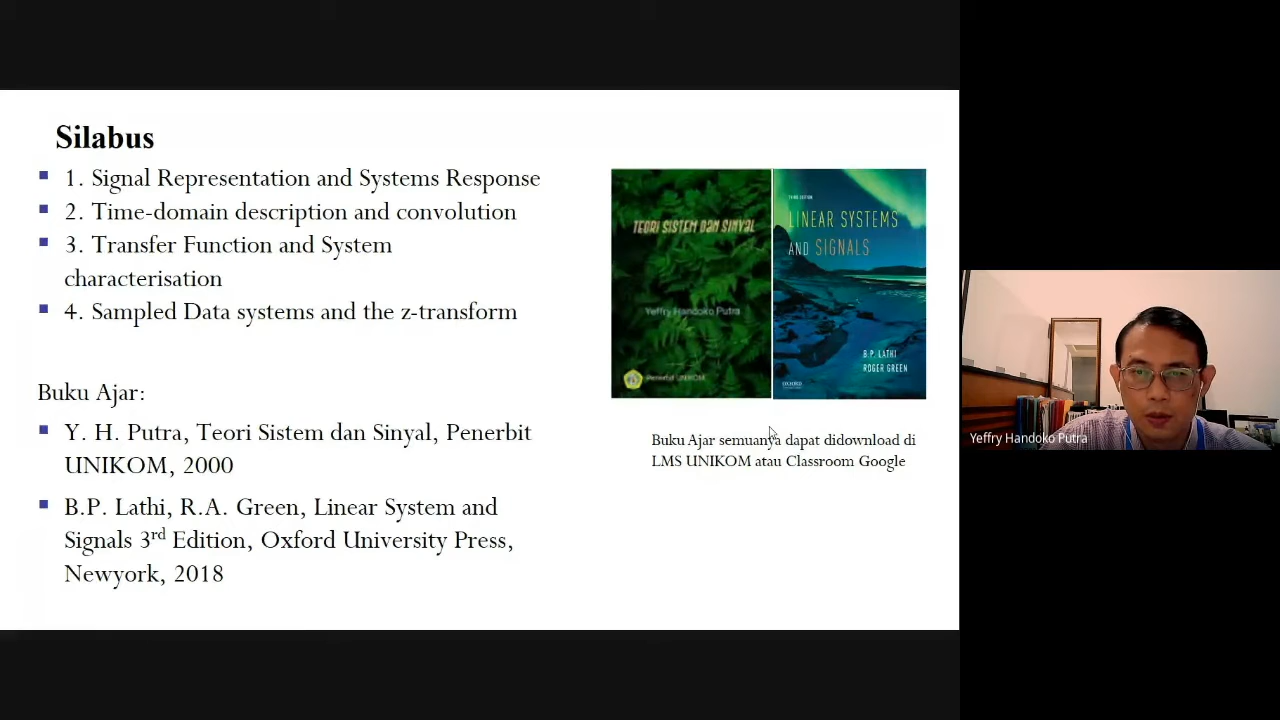 Silabus
1. Signal Representation and Systems Response
2. Time-domain description and convolution
3. Transfer Function and System
characterisation
4. Sampled Data systems and the z-transform
Buku Ajar:
Y. H. Putra, Teori Sistem dan Sinyal, Penerbit
UNIKOM, 2000
B.P. Lathi, R.A. Green, Linear System and
Signals 3rd Edition, Oxford University Press,
Newyork, 2018
TEORI SISTEM DAN SINYAL
Yeffry Handoko Putra
Penerbit UNIKOM
THIRD EDITION
LINEAR SYSTEMS
AND SIGNALS
B.P. LATHI
ROGER GREEN
OXFORD
Buku Ajar semuanya dapat didownload di
LMS UNIKOM atau Classroom Google
Yeffry Handoko Putra